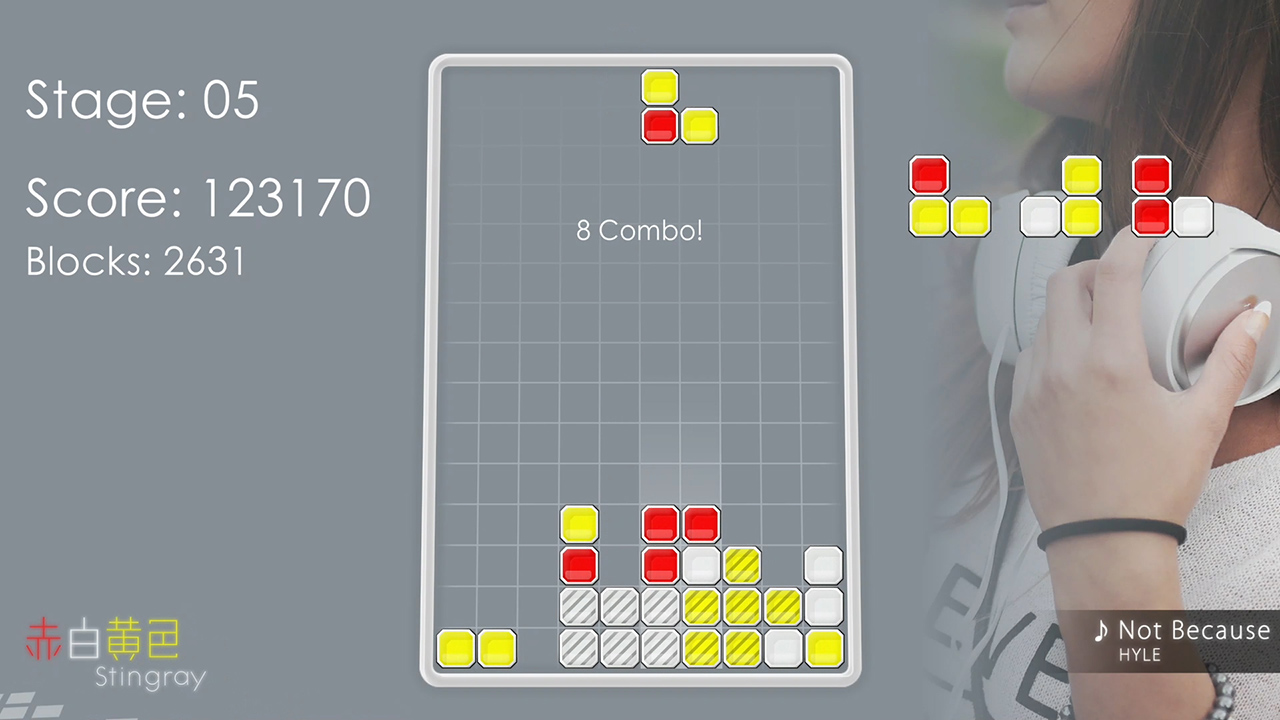 Stage: 05
Score: 123170
Blocks: 2631
8 Combo!
赤白黄色
Stingray
♪ Not Because
HYLE